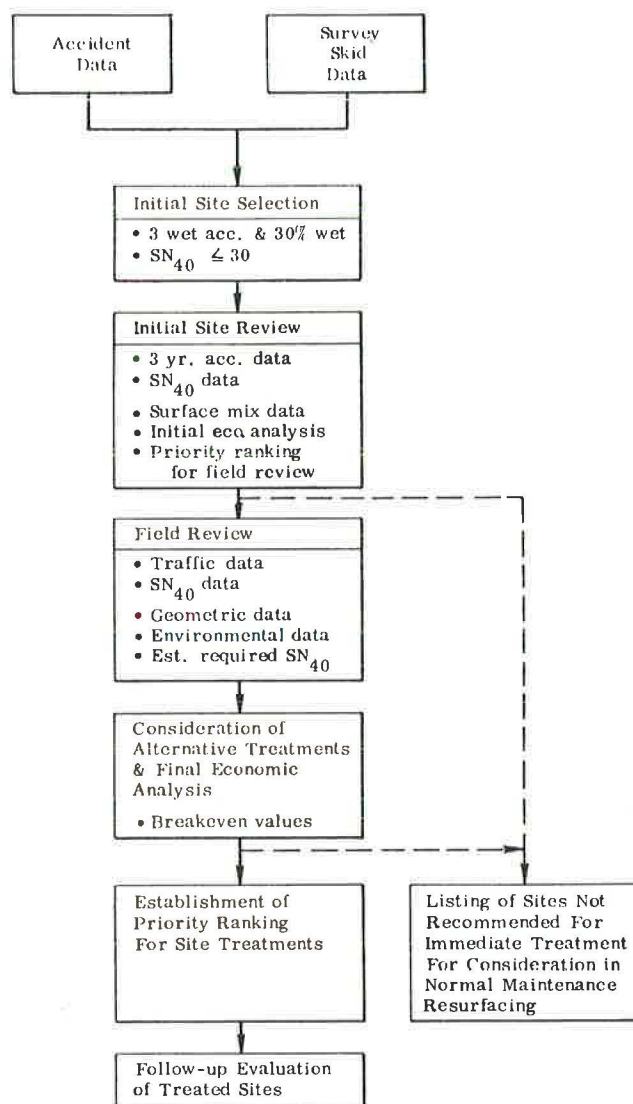 Accident
Data
Survey
Skid
Data
Initial Site Selection
• 3 wet acc. & 30% wet
• SN40 ≤ 30
Initial Site Review
• 3 yr. acc. data
• SN40 data
• Surface mix data
• Initial eco. analysis
• Priority ranking
for field review
Field Review
• Traffic data
• SN40 data
• Geometric data
• Environmental data
• Est. required SN40
Consideration of
Alternative Treatments
& Final Economic
Analysis
• Breakeven values
Establishment of
Priority Ranking
For Site Treatments
Listing of Sites Not
Recommended For
Immediate Treatment
For Consideration in
Normal Maintenance
Resurfacing
Follow-up Evaluation
of Treated Sites